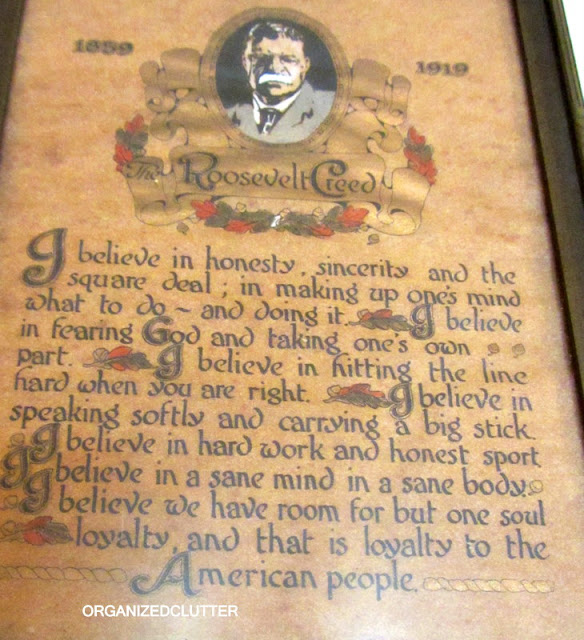 1859 1919
The Roosevelt Creed
I believe in honesty, sincerity and the
square deal; in making up one's mind
what to do ~ and doing it. I believe
in fearing God and taking one's own
part. I believe in hitting the line
hard when you are right. I believe in
speaking softly and carrying a big stick.
I believe in hard work and honest sport.
I believe in a sane mind in a sane body.
I believe we have room for but one soul
loyalty, and that is loyalty to the
American people.
ORGANIZEDCLUTTER